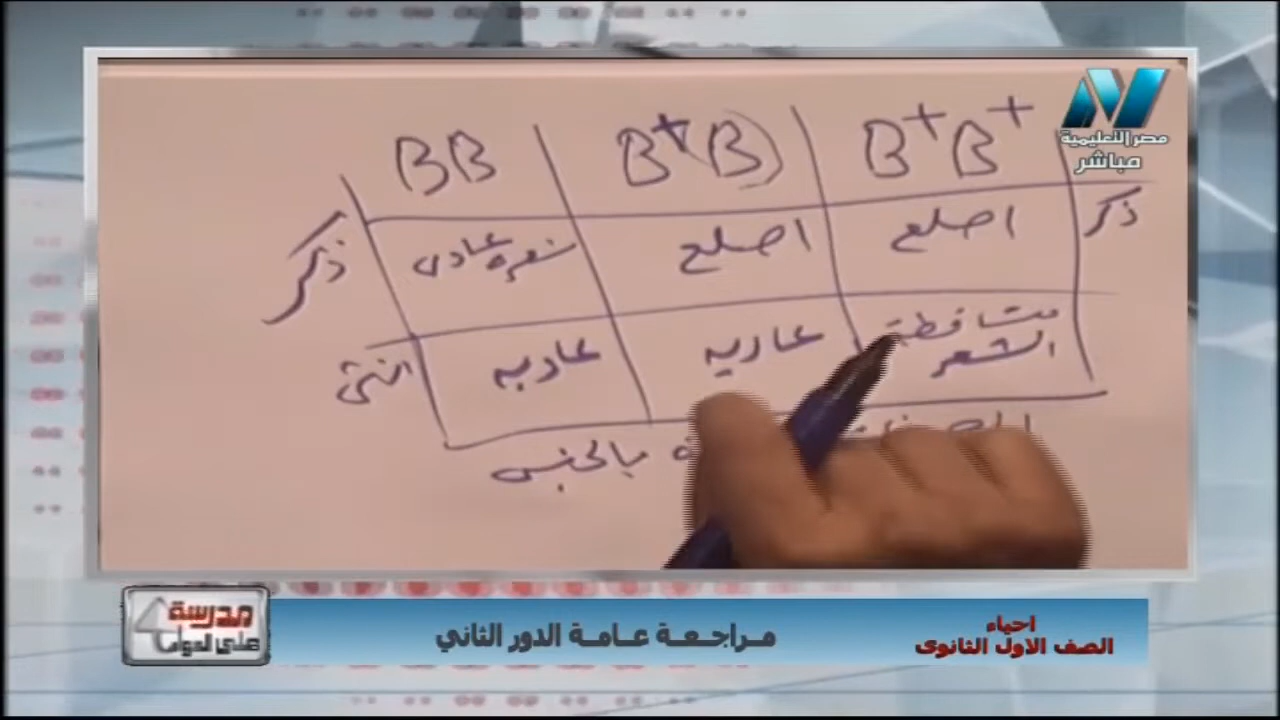 مصر التعليمية
مباشر
B⁺B⁺ B⁺B BB
ذكر اصلع اصلع شعره عادى ذكر
متساقطة الشعر عاديه عاديه انثى
بالجنس
احياء
الصف الاول الثانوى
مراجعة عامة الدور الثاني
مدرسة
على الهواء